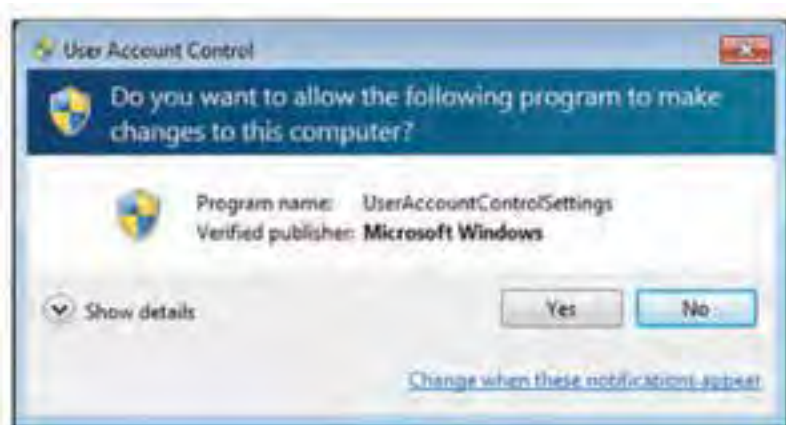 User Account Control
Do you want to allow the following program to make
changes to this computer?
Program name: UserAccountControlSettings
Verified publisher: Microsoft Windows
Show details
Yes
No
Change when these notifications appear